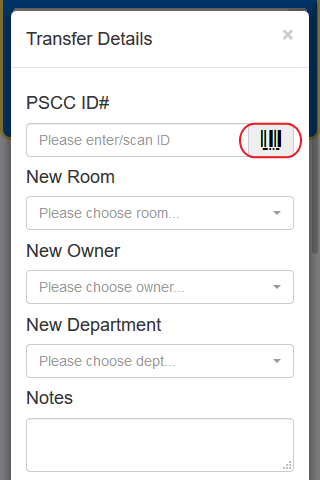 Transfer Details
×
PSCC ID#
Please enter/scan ID
New Room
Please choose room...
New Owner
Please choose owner...
New Department
Please choose dept...
Notes